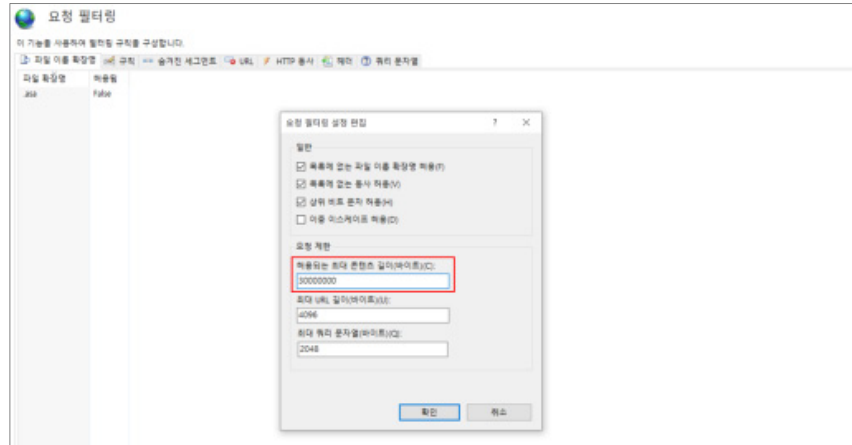 요청 필터링
이 기능을 사용하여 필터링 규칙을 구성합니다.
파일 이름 확장명 규칙 숨겨진 세그먼트 URL HTTP 동사 헤더 쿼리 문자열
파일 확장명 허용됨
.asa False
요청 필터링 설정 편집 ? ×
일반
목록에 없는 파일 이름 확장명 허용(F)
목록에 없는 동사 허용(V)
상위 비트 문자 허용(H)
이중 이스케이프 허용(D)
요청 제한
허용되는 최대 콘텐츠 길이(바이트)(C):
30000000
최대 URL 길이(바이트)(U):
4096
최대 쿼리 문자열(바이트)(Q):
2048
확인 취소